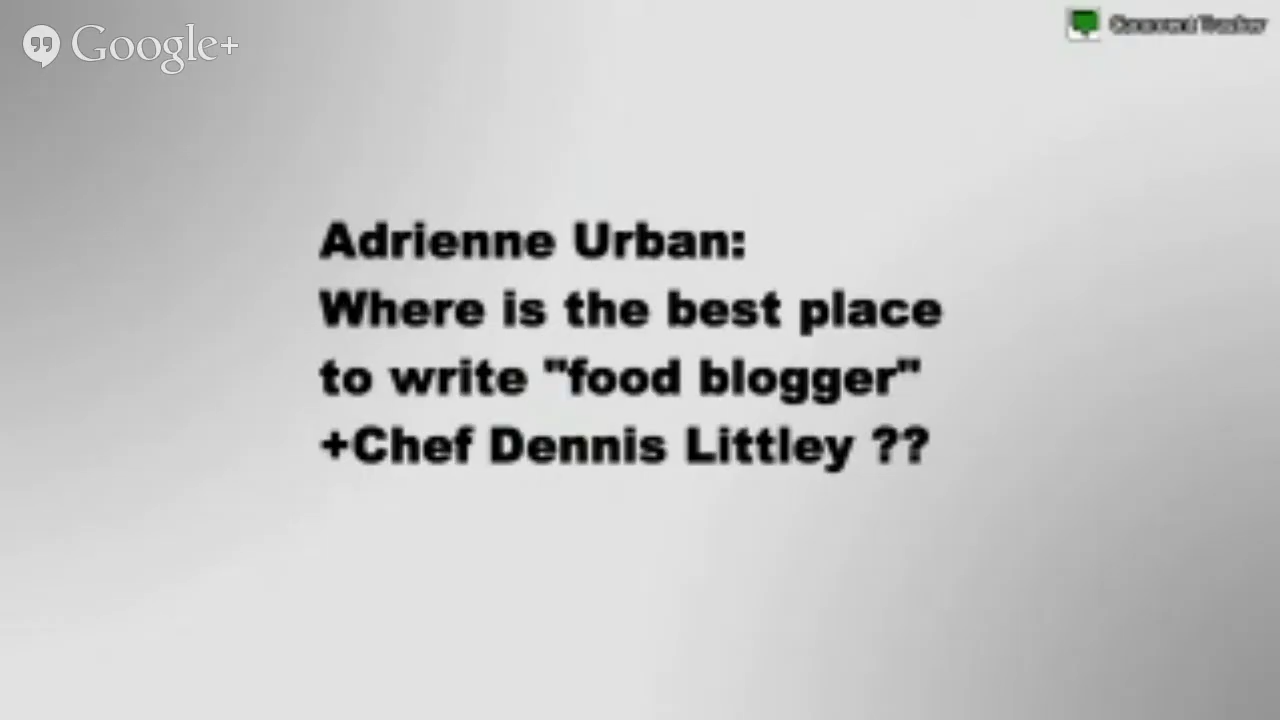 Google+
Adrienne Urban:
Where is the best place
to write "food blogger"
+Chef Dennis Littley ??